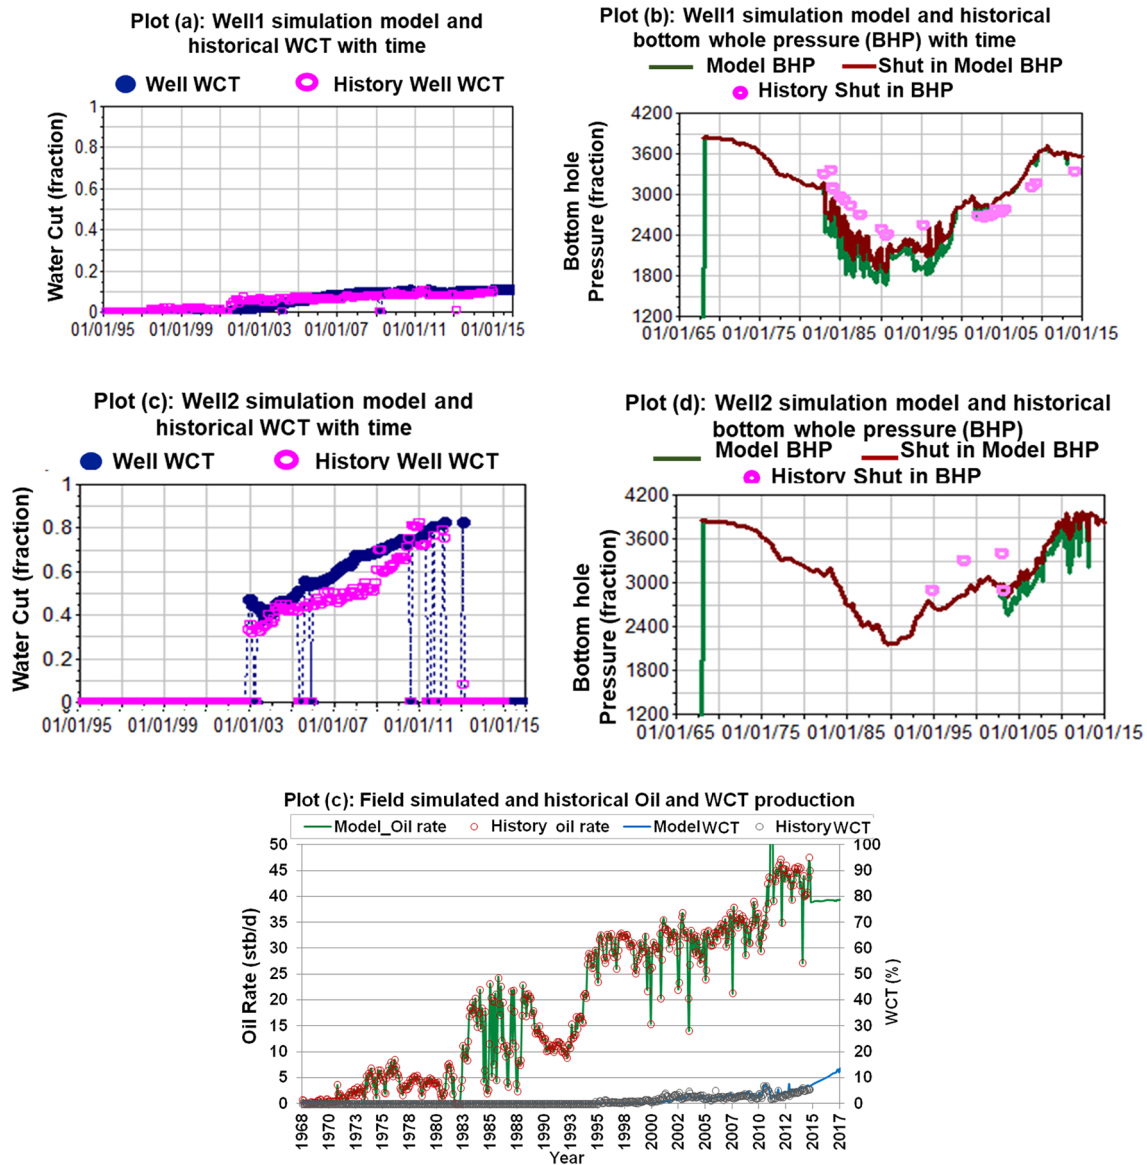 Plot (a): Well1 simulation model and
historical WCT with time
Well WCT History Well WCT
Water Cut (fraction)
1
0.8
0.6
0.4
0.2
0
01/01/95 01/01/99 01/01/03 01/01/07 01/01/11 01/01/15
Plot (b): Well1 simulation model and historical
bottom whole pressure (BHP) with time
Model BHP Shut in Model BHP
History Shut in BHP
Bottom hole
Pressure (fraction)
4200
3600
3000
2400
1800
1200
01/01/65 01/01/75 01/01/85 01/01/95 01/01/05 01/01/15
Plot (c): Well2 simulation model and
historical WCT with time
Well WCT History Well WCT
Water Cut (fraction)
1
0.8
0.6
0.4
0.2
0
01/01/95 01/01/99 01/01/03 01/01/07 01/01/11 01/01/15
Plot (d): Well2 simulation model and historical
bottom whole pressure (BHP)
Model BHP Shut in Model BHP
History Shut in BHP
Bottom hole
Pressure (fraction)
4200
3600
3000
2400
1800
1200
01/01/65 01/01/75 01/01/85 01/01/95 01/01/05 01/01/15
Plot (c): Field simulated and historical Oil and WCT production
Model_Oil rate History oil rate Model WCT History WCT
Oil Rate (stb/d)
50
45
40
35
30
25
20
15
10
5
0
100
90
80
70
60
50
40
30
20
10
0
WCT (%)
1968 1970 1973 1975 1978 1980 1983 1985 1988 1990 1993 1995 1998 2000 2002 2005 2007 2010 2012 2015 2017
Year